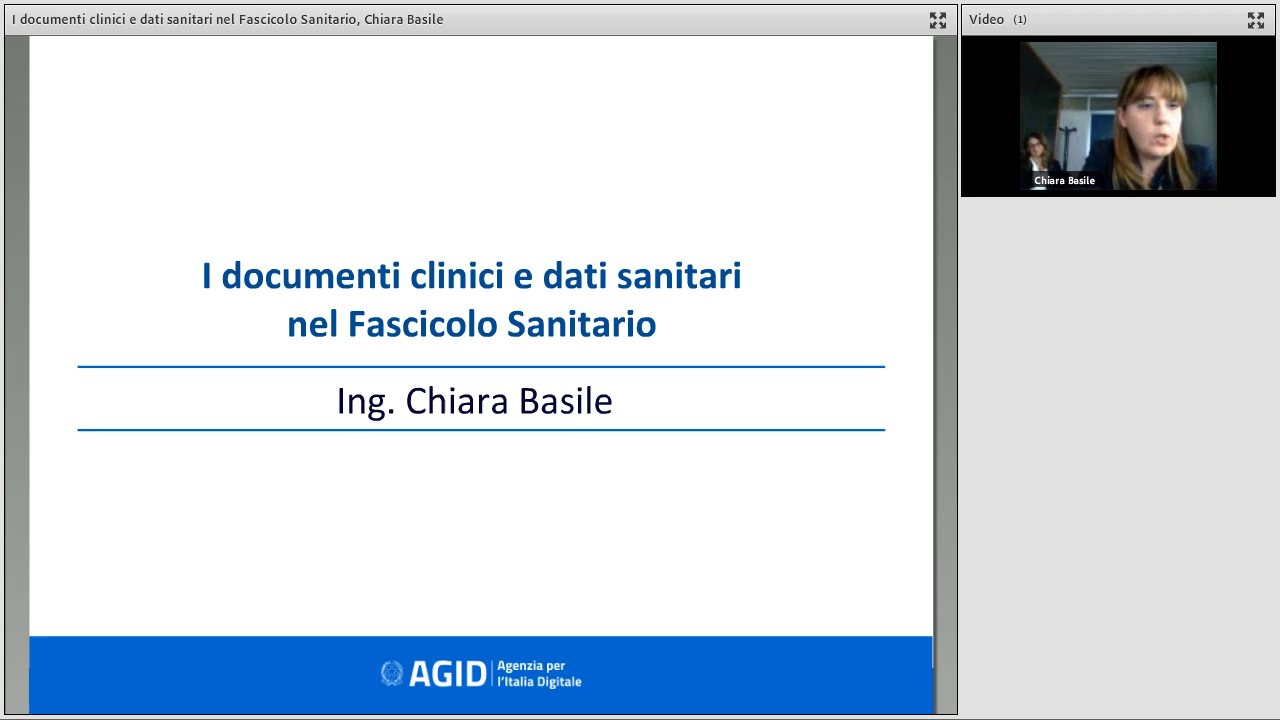 I documenti clinici e dati sanitari nel Fascicolo Sanitario, Chiara Basile
Video (1)
Chiara Basile
I documenti clinici e dati sanitari
nel Fascicolo Sanitario
Ing. Chiara Basile
AGID
Agenzia per
l'Italia Digitale